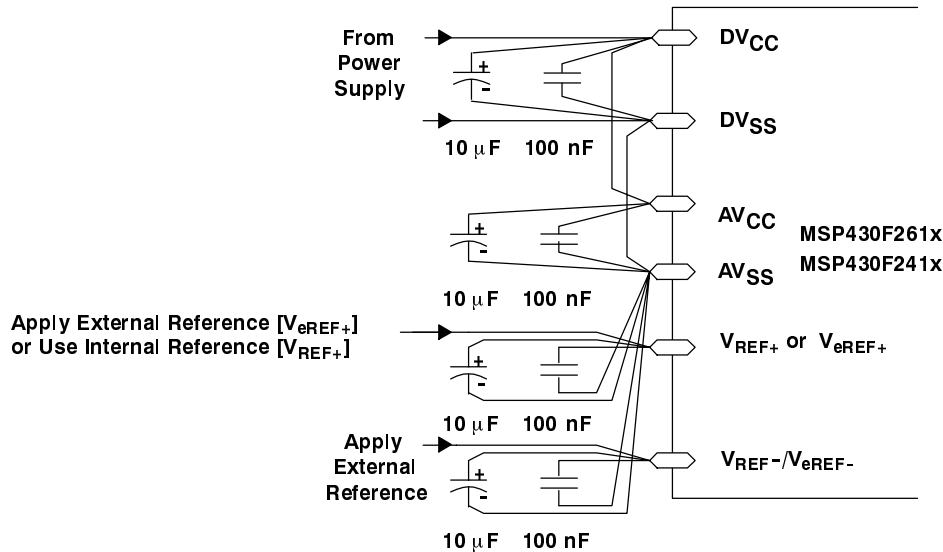 From
Power
Supply
DVCC
+
-
DVSS
10 μF 100 nF
AVCC
+
-
MSP430F261x
MSP430F241x
AVSS
10 μF 100 nF
Apply External Reference [VeREF+]
or Use Internal Reference [VREF+]
VREF+ or VeREF+
+
-
10 μF 100 nF
Apply
External
Reference
VREF-/VeREF-
+
-
10 μF 100 nF